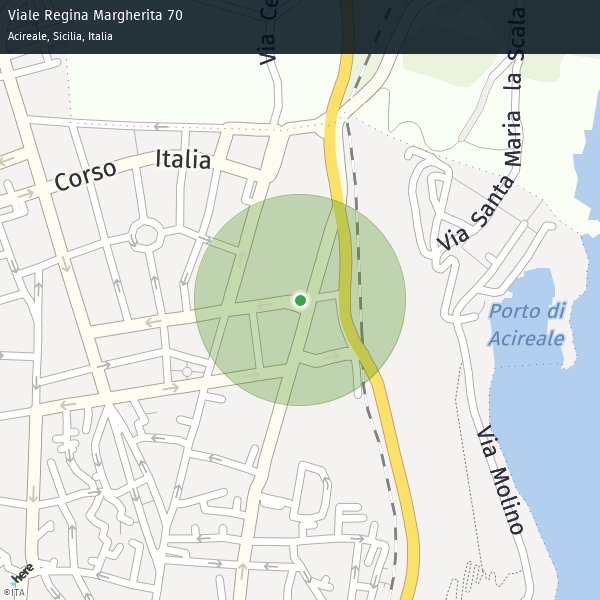 Viale Regina Margherita 70
Acireale, Sicilia, Italia
Via Ce
Via Santa Maria la Scala
Corso Italia
Porto di
Acireale
Via Molino
here
©ITA